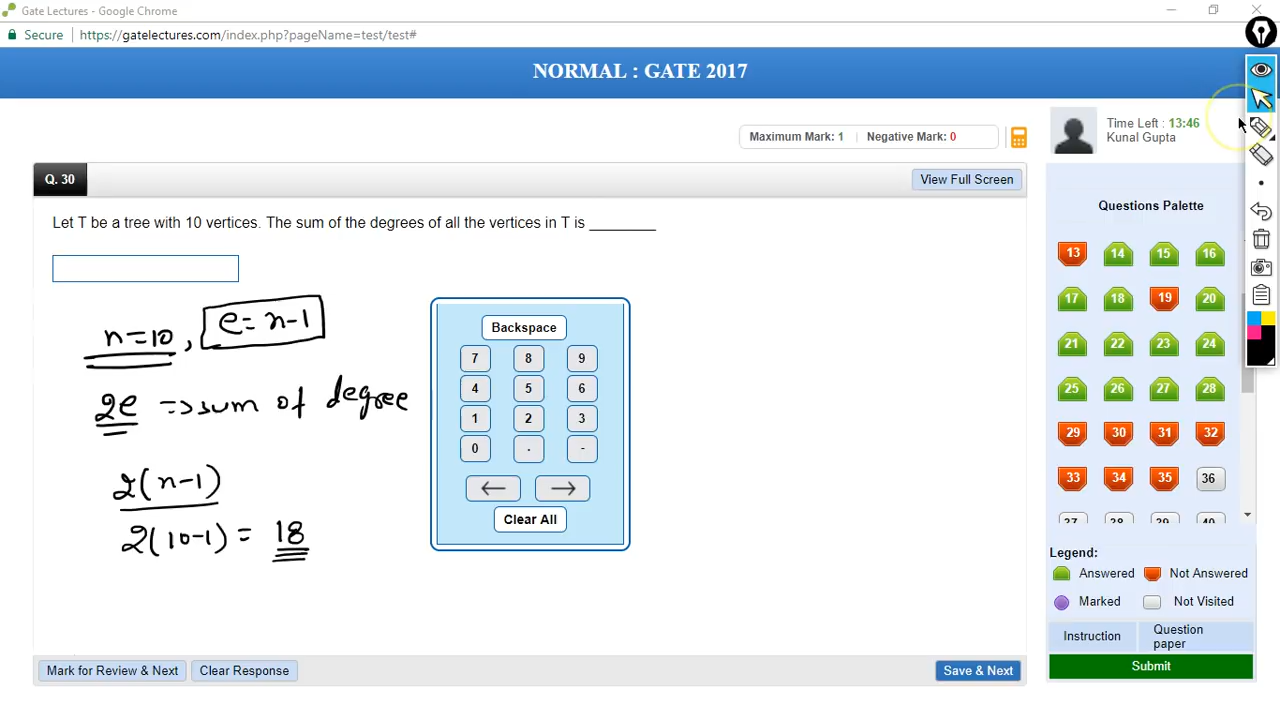 Gate Lectures - Google Chrome
Secure https://gatelectures.com/index.php?pageName=test/test#
NORMAL : GATE 2017
Maximum Mark: 1 | Negative Mark: 0
Time Left : 13:46
Kunal Gupta
Q. 30
View Full Screen
Let T be a tree with 10 vertices. The sum of the degrees of all the vertices in T is ________
n=10, e=n-1
2e => sum of degree
2(n-1)
2(10-1) = 18
Backspace
7 8 9
4 5 6
1 2 3
0 . -
← →
Clear All
Questions Palette
13 14 15 16
17 18 19 20
21 22 23 24
25 26 27 28
29 30 31 32
33 34 35 36
37 38 39 40
Legend:
Answered Not Answered
Marked Not Visited
Instruction
Question paper
Submit
Mark for Review & Next
Clear Response
Save & Next